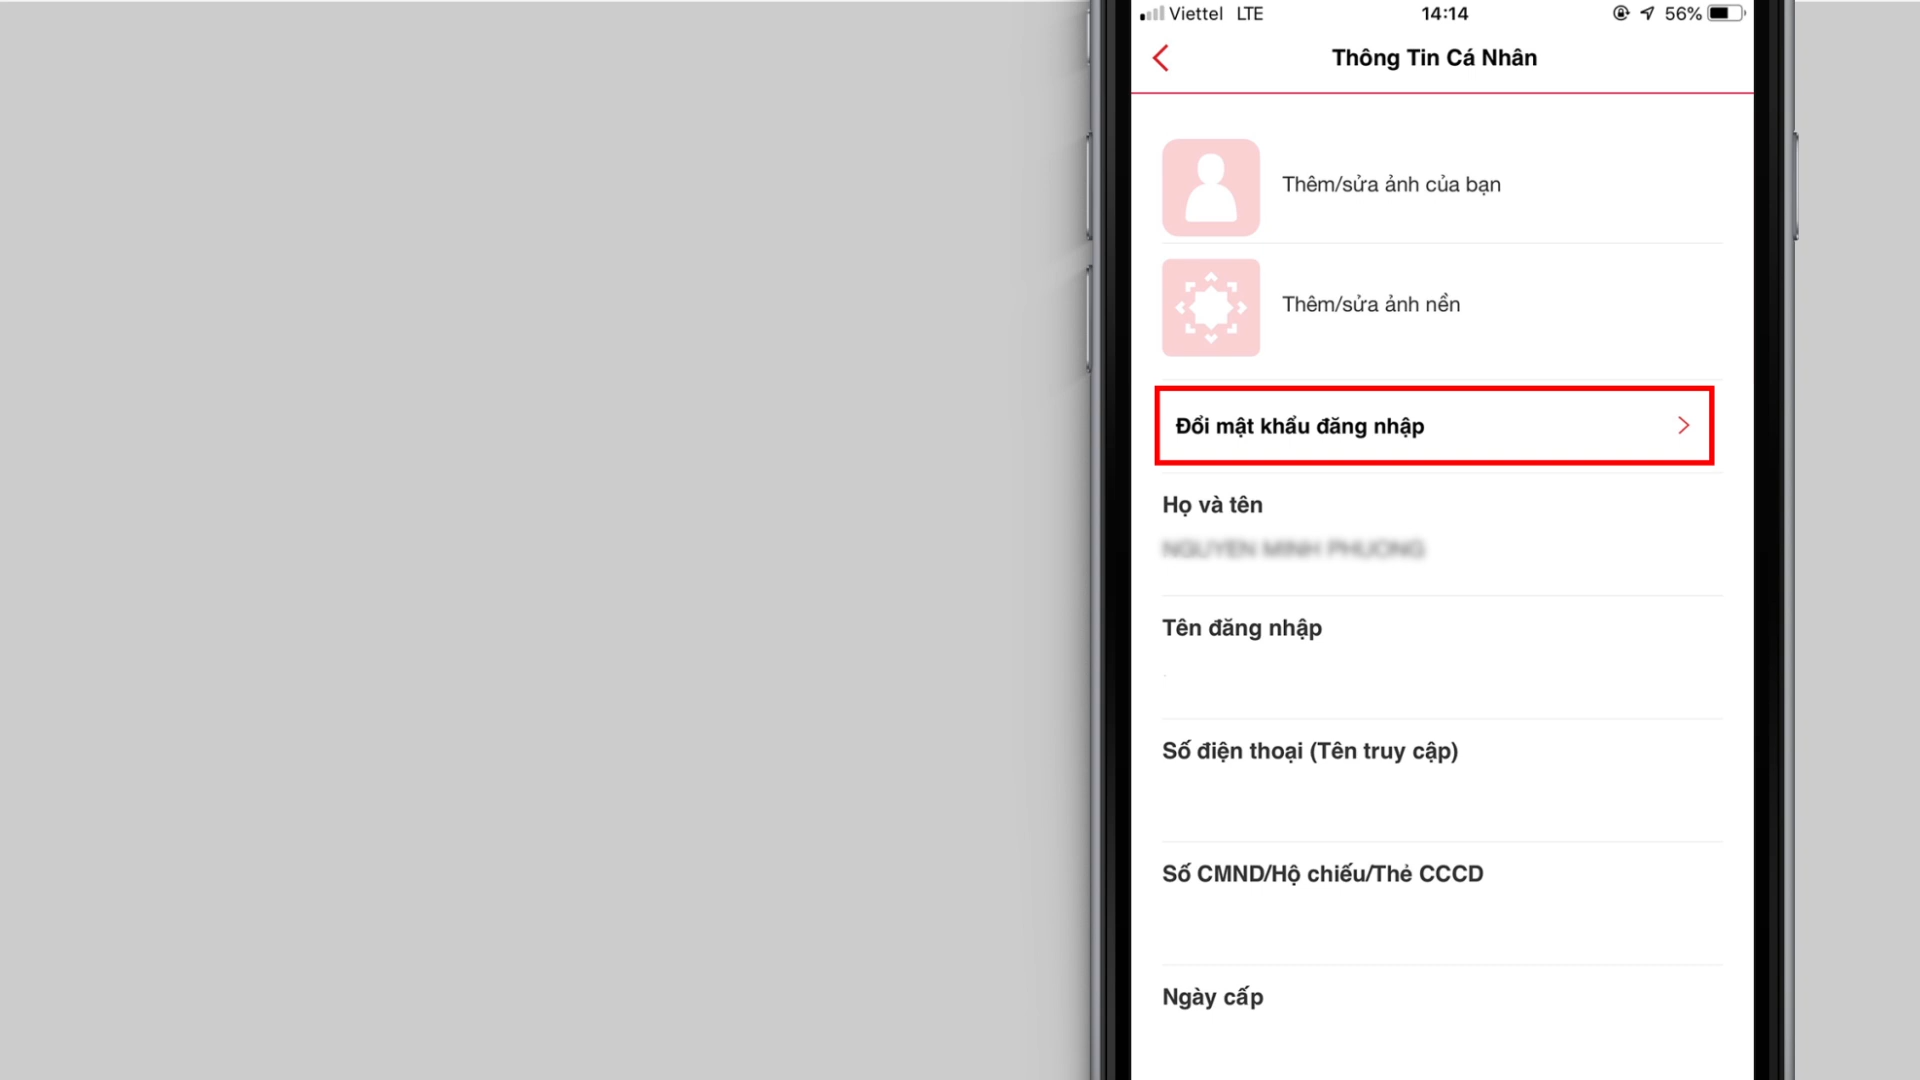 Viettel LTE 14:14 56%
Thông Tin Cá Nhân
Thêm/sửa ảnh của bạn
Thêm/sửa ảnh nền
Đổi mật khẩu đăng nhập
Họ và tên
Tên đăng nhập
Số điện thoại (Tên truy cập)
Số CMND/Hộ chiếu/Thẻ CCCD
Ngày cấp